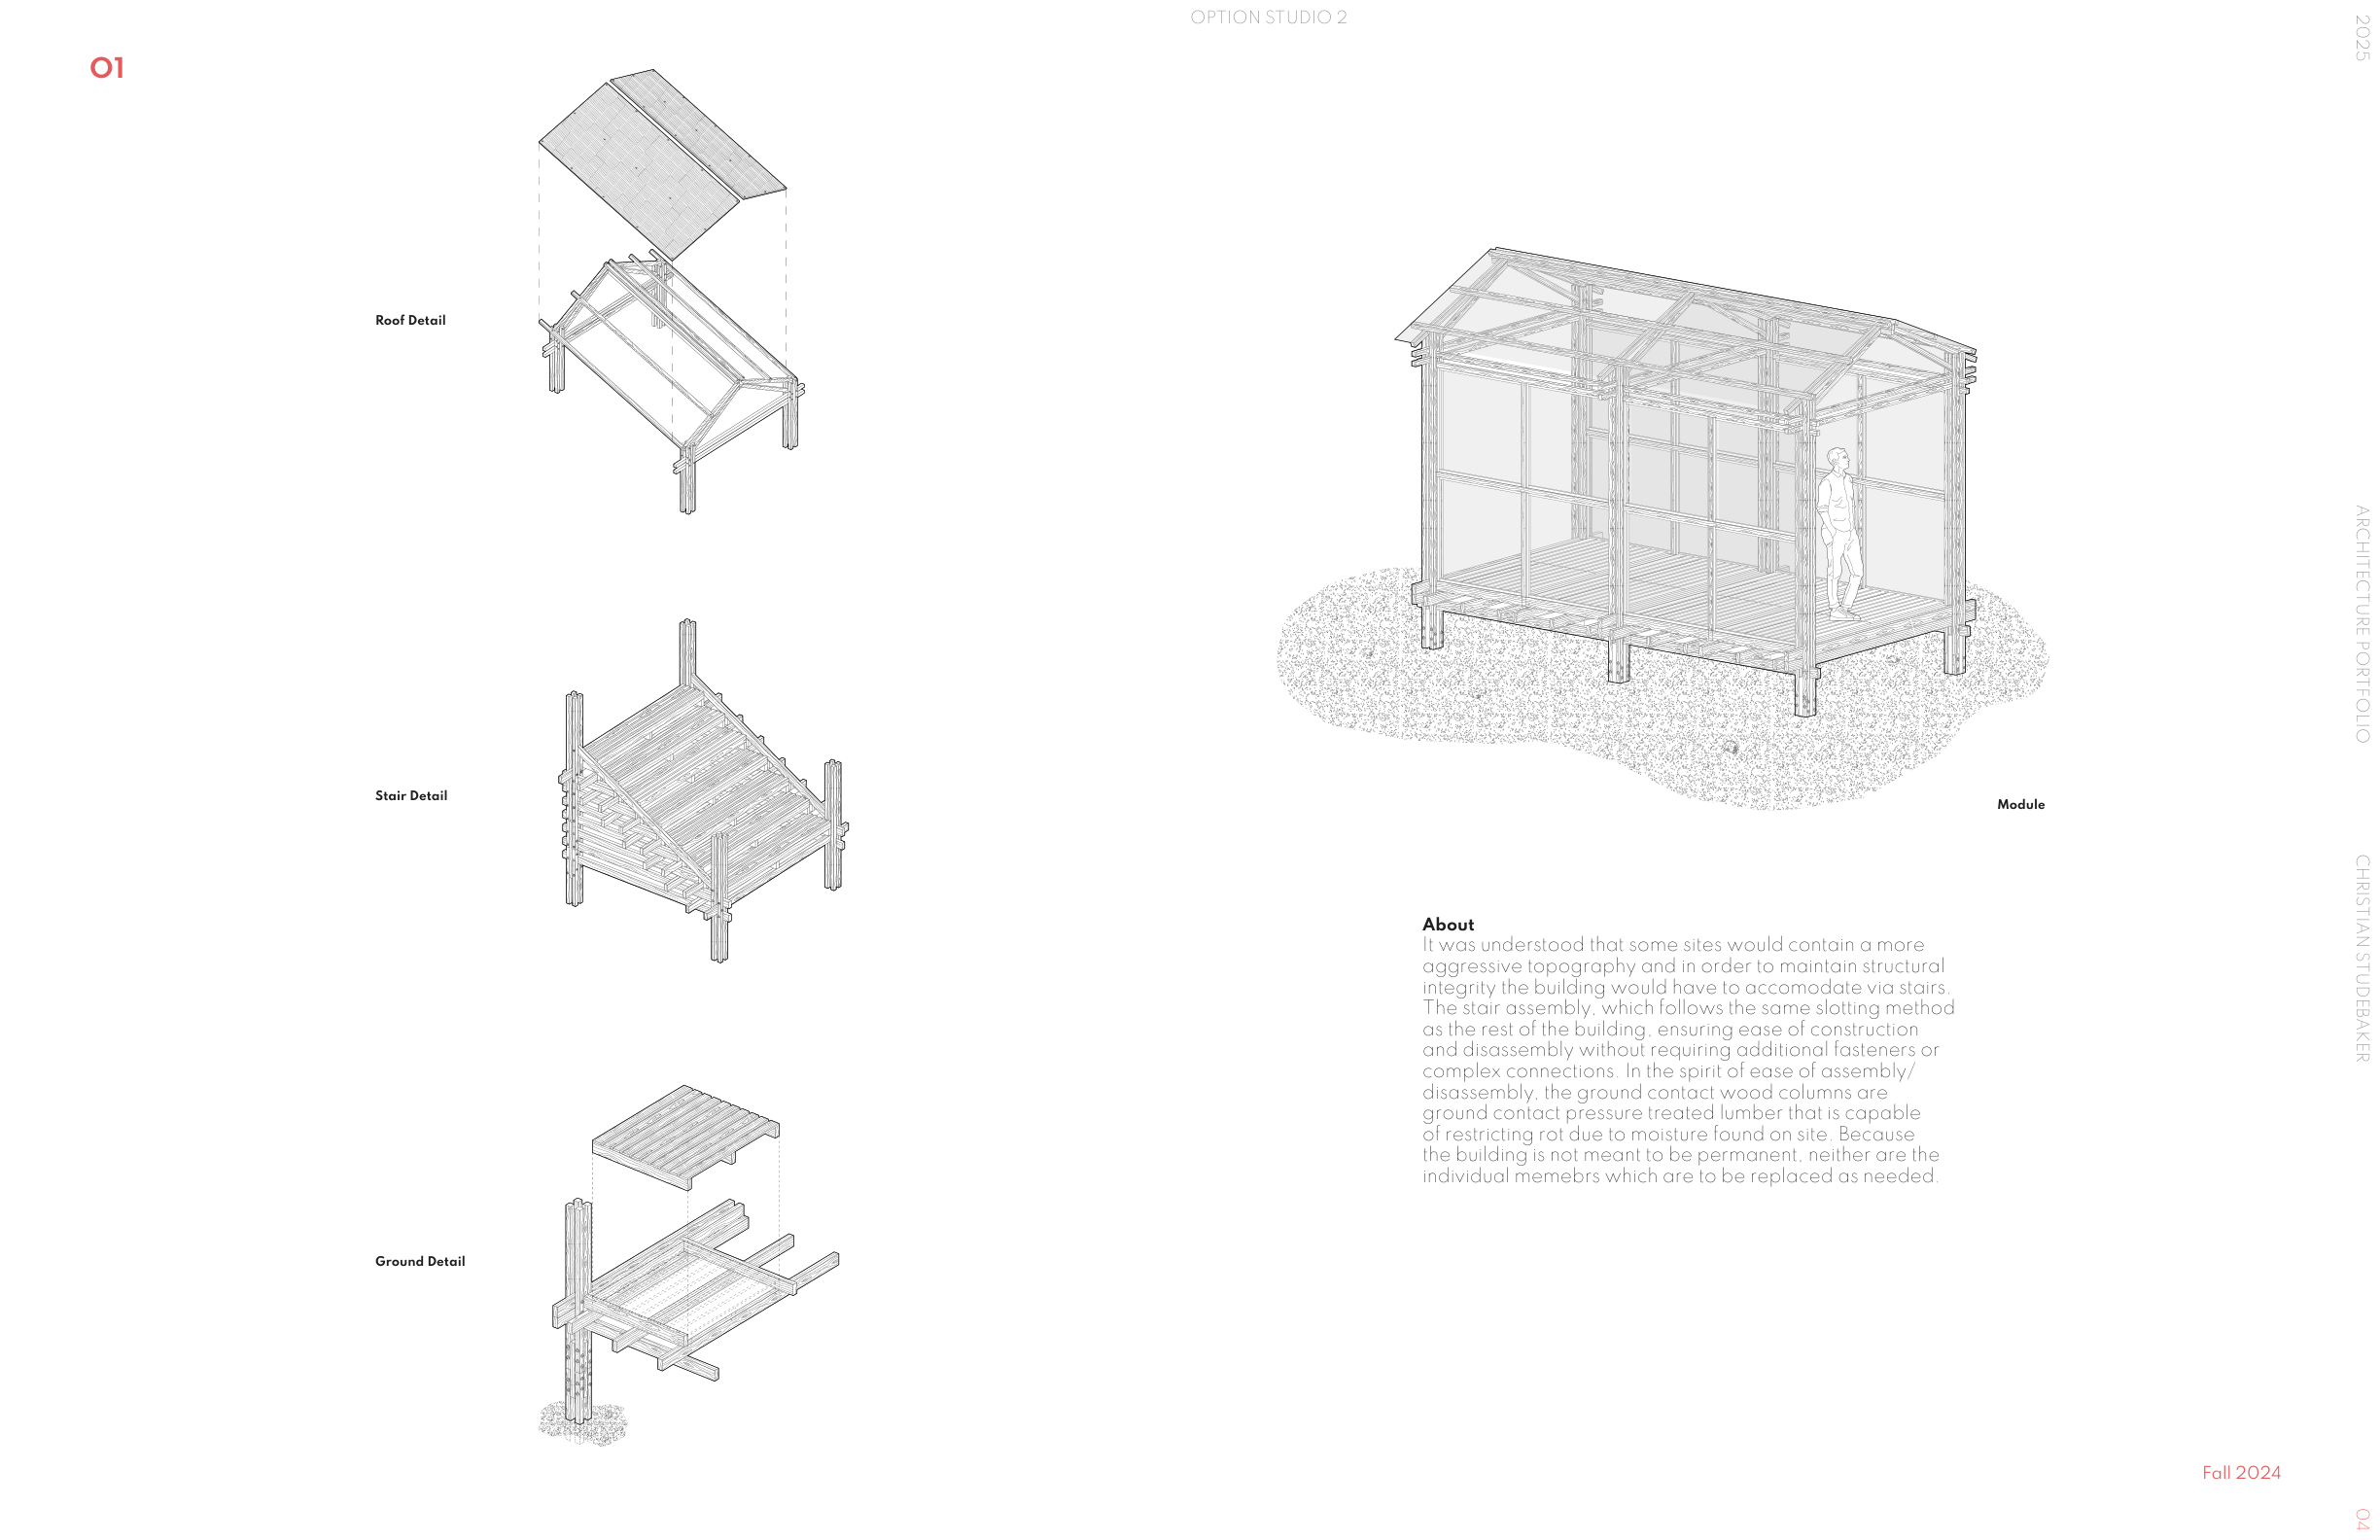 OPTION STUDIO 2
2025
01
Roof Detail
Stair Detail
Module
ARCHITECTURE PORTFOLIO
CHRISTIAN STUDEBAKER
About
It was understood that some sites would contain a more
aggressive topography and in order to maintain structural
integrity the building would have to accomodate via stairs.
The stair assembly, which follows the same slotting method
as the rest of the building, ensuring ease of construction
and disassembly without requiring additional fasteners or
complex connections. In the spirit of ease of assembly/
disassembly, the ground contact wood columns are
ground contact pressure treated lumber that is capable
of restricting rot due to moisture found on site. Because
the building is not meant to be permanent, neither are the
individual memebrs which are to be replaced as needed.
Ground Detail
Fall 2024
04